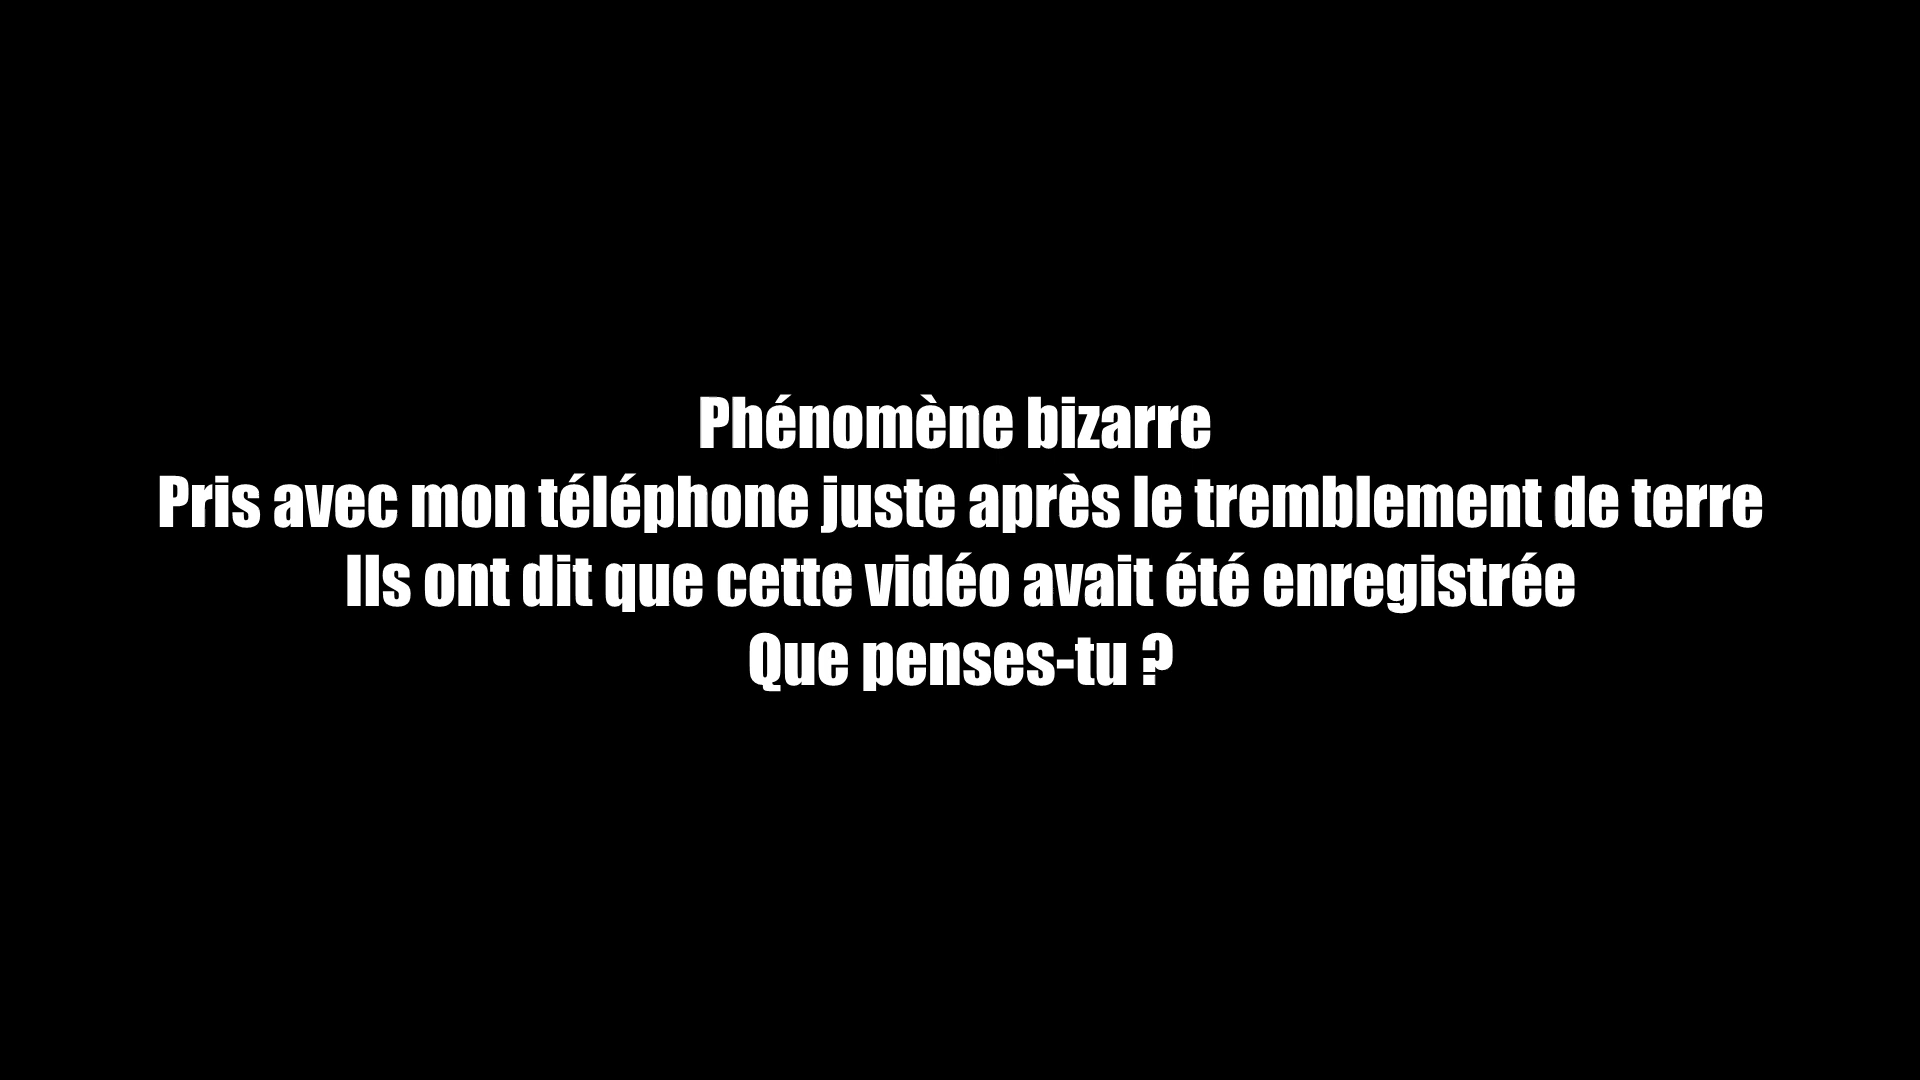 Phénomène bizarre
Pris avec mon téléphone juste après le tremblement de terre
Ils ont dit que cette vidéo avait été enregistrée
Que penses-tu ?